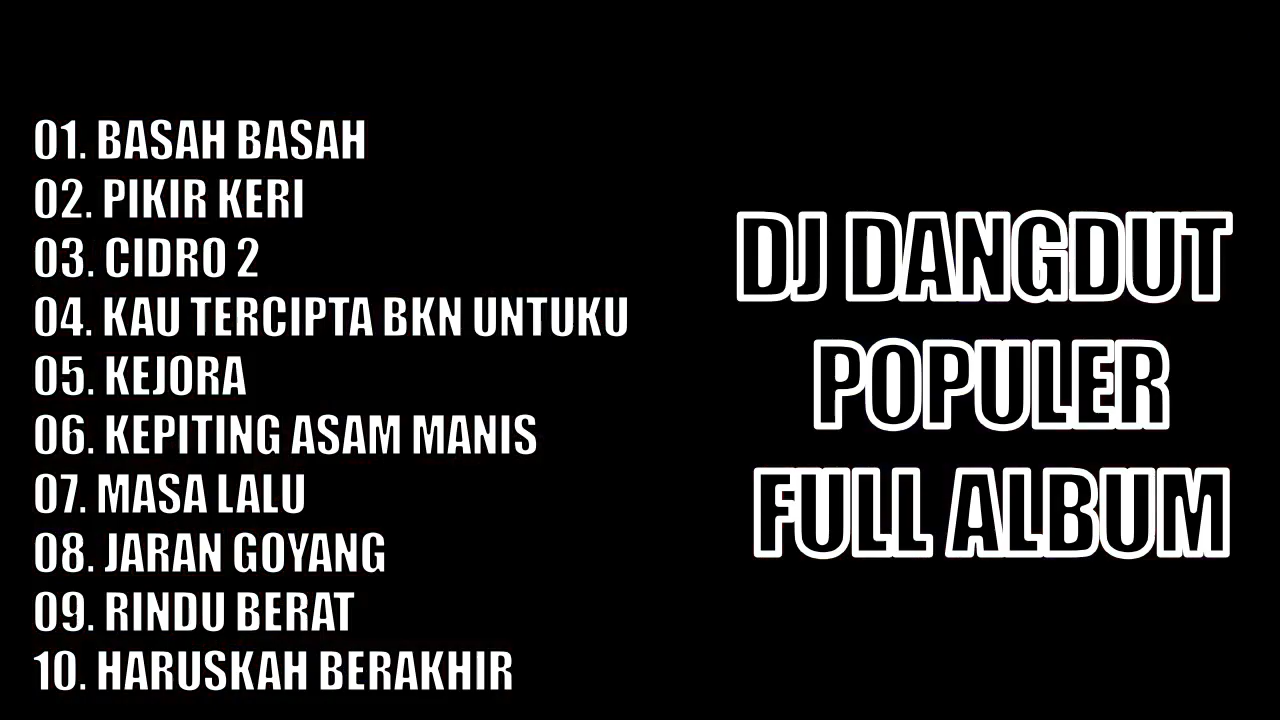 01. BASAH BASAH
02. PIKIR KERI
03. CIDRO 2
04. KAU TERCIPTA BKN UNTUKU
05. KEJORA
06. KEPITING ASAM MANIS
07. MASA LALU
08. JARAN GOYANG
09. RINDU BERAT
10. HARUSKAH BERAKHIR
DJ DANGDUT
POPULER
FULL ALBUM